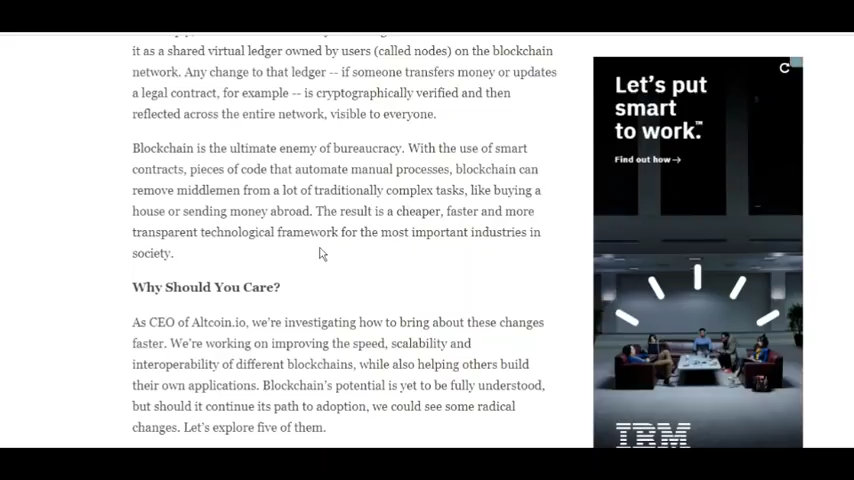 it as a shared virtual ledger owned by users (called nodes) on the blockchain
network. Any change to that ledger -- if someone transfers money or updates
a legal contract, for example -- is cryptographically verified and then
reflected across the entire network, visible to everyone.
Blockchain is the ultimate enemy of bureaucracy. With the use of smart
contracts, pieces of code that automate manual processes, blockchain can
remove middlemen from a lot of traditionally complex tasks, like buying a
house or sending money abroad. The result is a cheaper, faster and more
transparent technological framework for the most important industries in
society.
Why Should You Care?
As CEO of Altcoin.io, we're investigating how to bring about these changes
faster. We're working on improving the speed, scalability and
interoperability of different blockchains, while also helping others build
their own applications. Blockchain's potential is yet to be fully understood,
but should it continue its path to adoption, we could see some radical
changes. Let's explore five of them.
Let's put
smart
to work.™
Find out how→
IBM